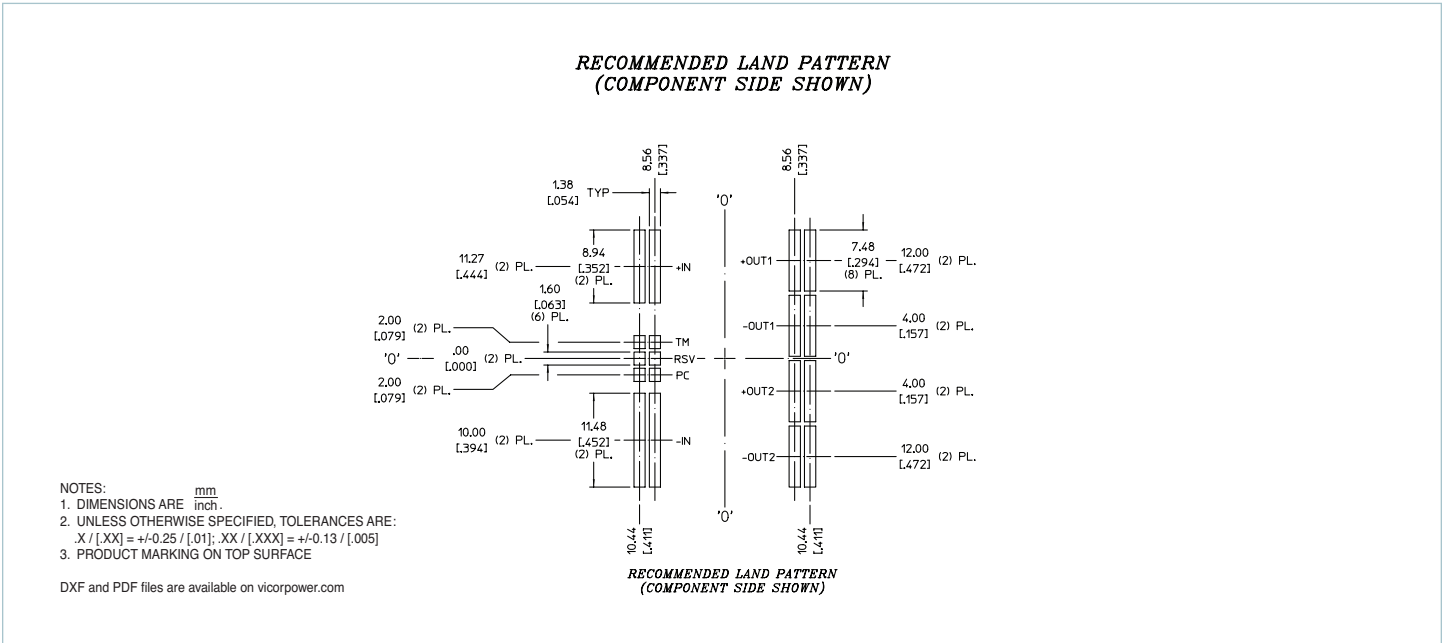 RECOMMENDED LAND PATTERN
(COMPONENT SIDE SHOWN)
8.56
[.337]
8.56
[.337]
1.38
[.054]
TYP
'0'
11.27
[.444]
(2) PL.
8.94
[.352]
(2) PL.
+IN
+OUT1
7.48
[.294]
(8) PL.
12.00
[.472]
(2) PL.
1.60
[.063]
(6) PL.
2.00
[.079]
(2) PL.
TM
-OUT1
4.00
[.157]
(2) PL.
'0'
.00
[.000]
(2) PL.
RSV
'0'
2.00
[.079]
(2) PL.
PC
+OUT2
4.00
[.157]
(2) PL.
10.00
[.394]
(2) PL.
11.48
[.452]
(2) PL.
-IN
-OUT2
12.00
[.472]
(2) PL.
'0'
10.44
[.411]
10.44
[.411]
RECOMMENDED LAND PATTERN
(COMPONENT SIDE SHOWN)
NOTES:
mm
1. DIMENSIONS ARE inch.
2. UNLESS OTHERWISE SPECIFIED, TOLERANCES ARE:
.X / [.XX] = +/-0.25 / [.01]; .XX / [.XXX] = +/-0.13 / [.005]
3. PRODUCT MARKING ON TOP SURFACE
DXF and PDF files are available on vicorpower.com